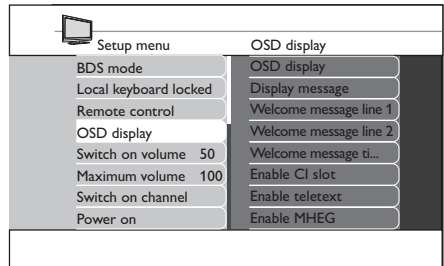 Setup menu
OSD display
BDS mode
Local keyboard locked
Remote control
OSD display
Switch on volume 50
Maximum volume 100
Switch on channel
Power on
OSD display
Display message
Welcome message line 1
Welcome message line 2
Welcome message ti...
Enable CI slot
Enable teletext
Enable MHEG